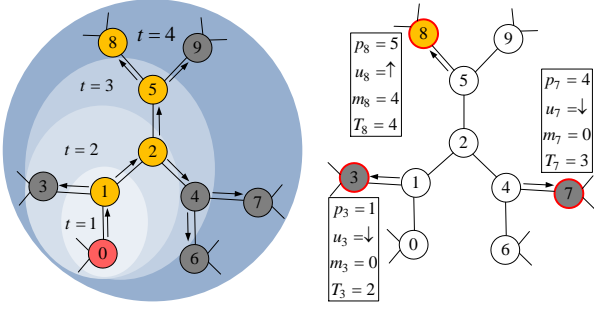 t = 4
8
9
t = 3
5
t = 2
2
3
1
4
7
t = 1
0
6
8
9
p₈ = 5
u₈ = ↑
m₈ = 4
T₈ = 4
5
2
p₇ = 4
u₇ = ↓
m₇ = 0
T₇ = 3
3
1
4
7
p₃ = 1
u₃ = ↓
m₃ = 0
T₃ = 2
0
6